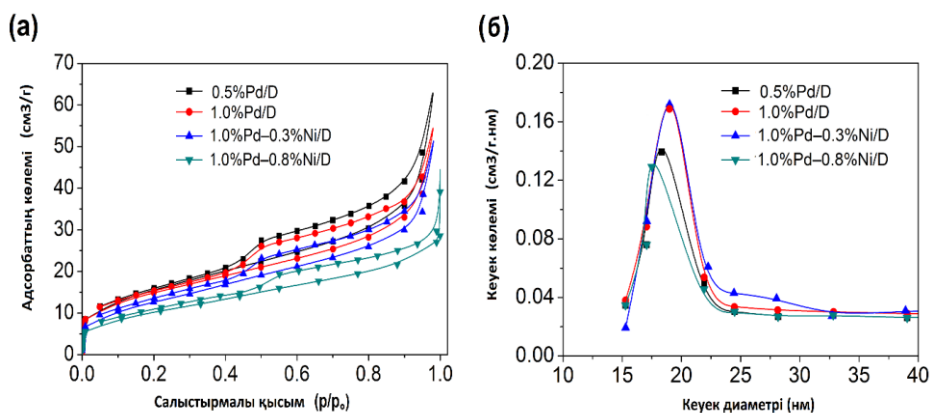 (а)
Адсорбаттың көлемі (см3/г)
70
60
50
40
30
20
10
0
0.5%Pd/D
1.0%Pd/D
1.0%Pd–0.3%Ni/D
1.0%Pd–0.8%Ni/D
0.0
0.2
0.4
0.6
0.8
1.0
Салыстырмалы қысым (p/p₀)
(б)
Кеуек көлемі (см3/г.нм)
0.20
0.16
0.12
0.08
0.04
0.00
0.5%Pd/D
1.0%Pd/D
1.0%Pd–0.3%Ni/D
1.0%Pd–0.8%Ni/D
10
15
20
25
30
35
40
Кеуек диаметрі (нм)